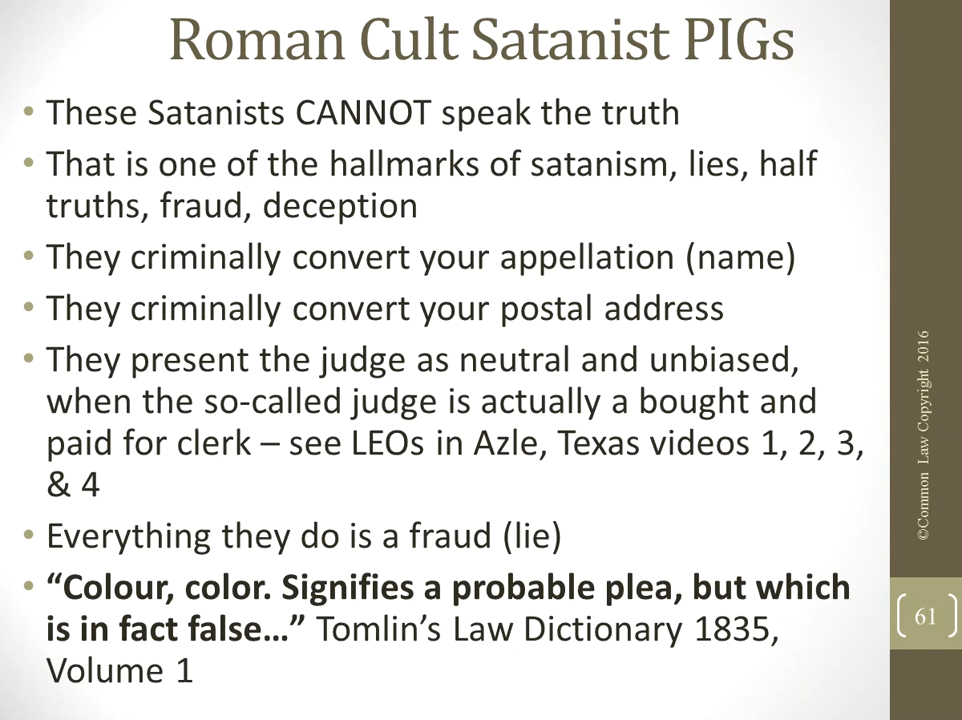 Roman Cult Satanist PIGs
• These Satanists CANNOT speak the truth
• That is one of the hallmarks of satanism, lies, half
truths, fraud, deception
• They criminally convert your appellation (name)
• They criminally convert your postal address
• They present the judge as neutral and unbiased,
when the so-called judge is actually a bought and
paid for clerk – see LEOs in Azle, Texas videos 1, 2, 3,
& 4
• Everything they do is a fraud (lie)
• “Colour, color. Signifies a probable plea, but which
is in fact false…” Tomlin’s Law Dictionary 1835,
Volume 1
©Common Law Copyright 2016
61